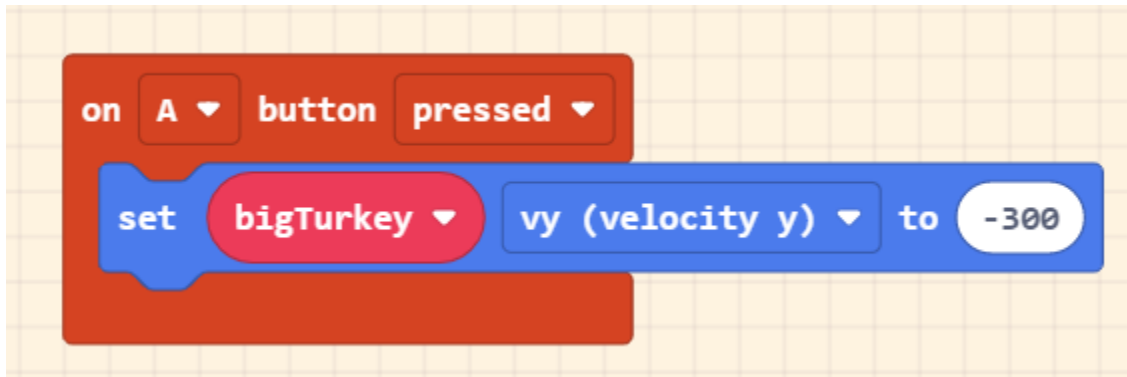 on A button pressed
set bigTurkey vy (velocity y) to -300